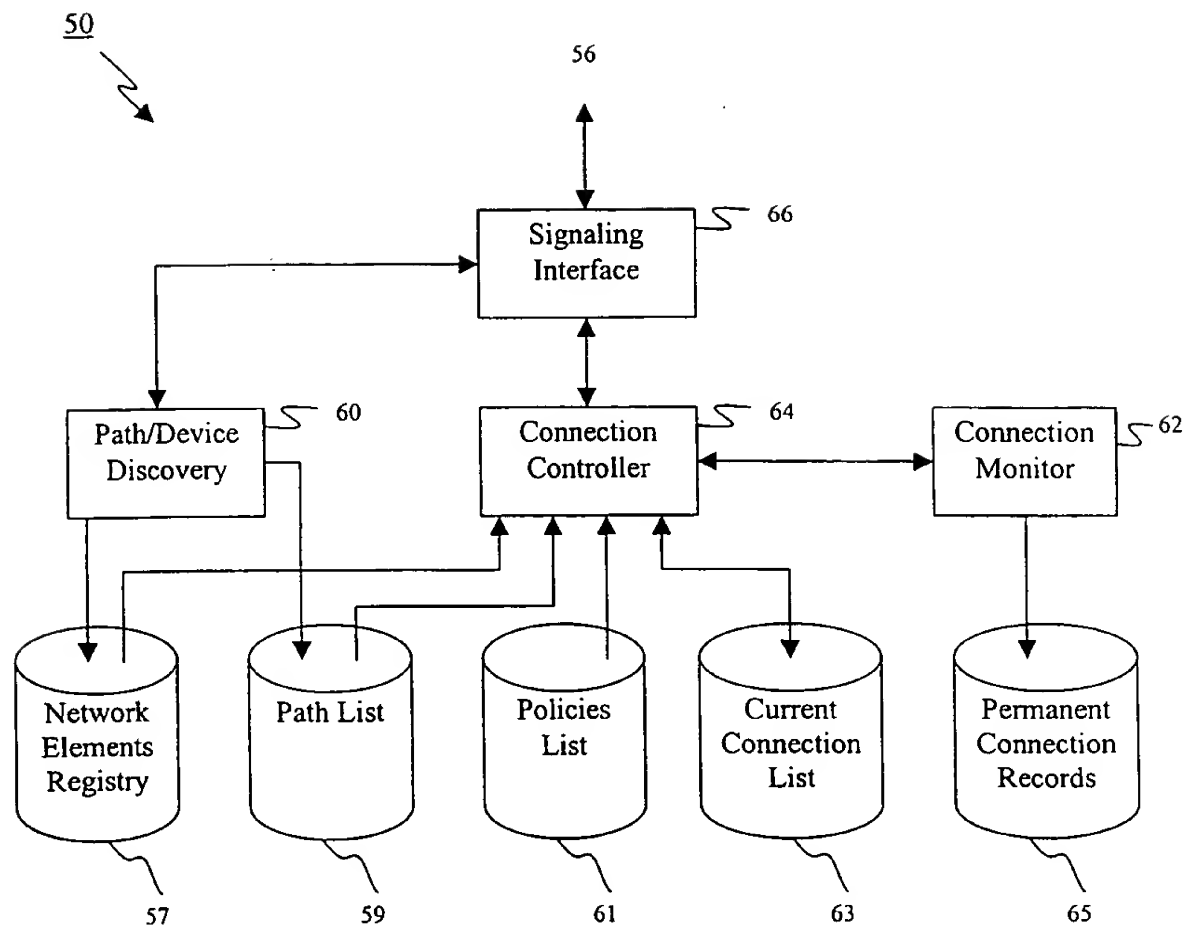 50
56
66
Signaling
Interface
60
Path/Device
Discovery
64
Connection
Controller
62
Connection
Monitor
Network
Elements
Registry
Path List
Policies
List
Current
Connection
List
Permanent
Connection
Records
57
59
61
63
65